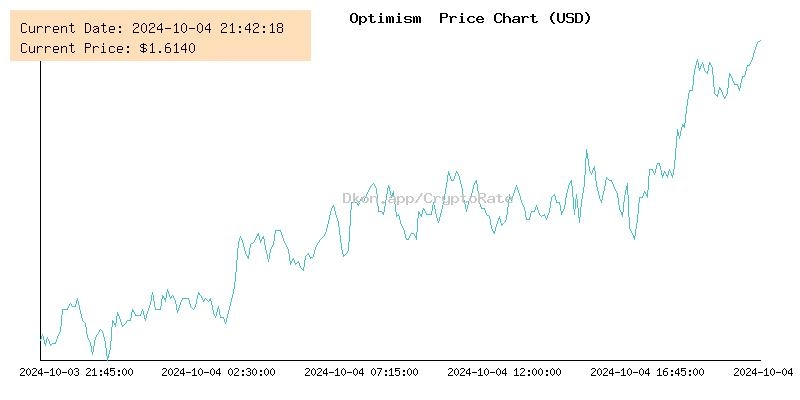 Optimism Price Chart (USD)
Current Date: 2024-10-04 21:42:18
Current Price: $1.6140
Dkon.app/CryptoRate
2024-10-03 21:45:00 2024-10-04 02:30:00 2024-10-04 07:15:00 2024-10-04 12:00:00 2024-10-04 16:45:00 2024-10-04